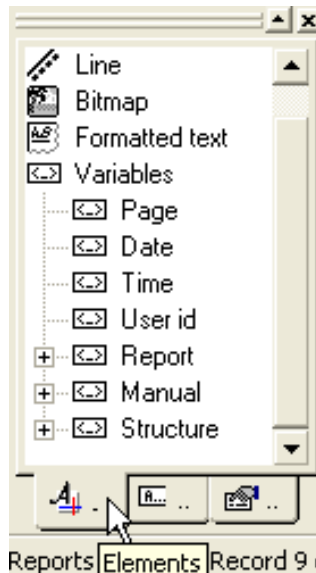 Line
Bitmap
Formatted text
Variables
Page
Date
Time
User id
Report
Manual
Structure
A .
A... ..
..
Reports Elements Record 9